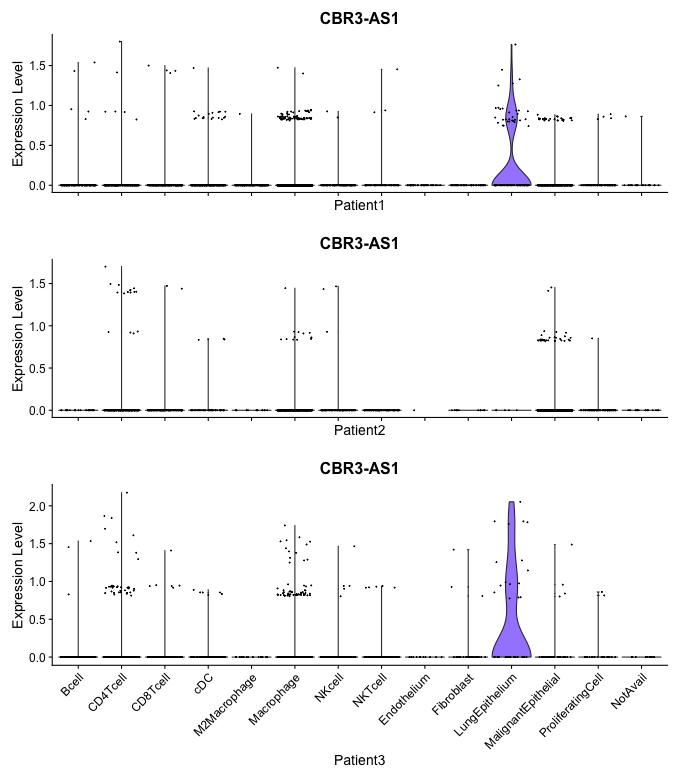 CBR3-AS1
Expression Level
1.5
1.0
0.5
0.0
Patient1
CBR3-AS1
Expression Level
1.5
1.0
0.5
0.0
Patient2
CBR3-AS1
Expression Level
2.0
1.5
1.0
0.5
0.0
Bcell
CD4Tcell
CD8Tcell
cDC
M2Macrophage
Macrophage
NKcell
NKTcell
Endothelium
Fibroblast
LungEpithelium
MalignantEpithelial
ProliferatingCell
NotAvail
Patient3